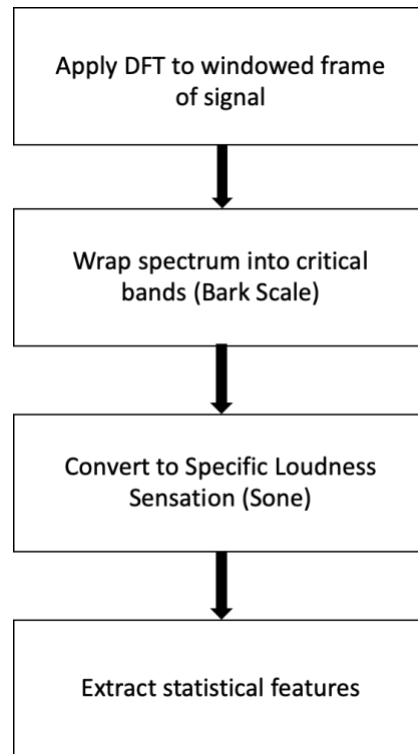 Apply DFT to windowed frame
of signal
Wrap spectrum into critical
bands (Bark Scale)
Convert to Specific Loudness
Sensation (Sone)
Extract statistical features